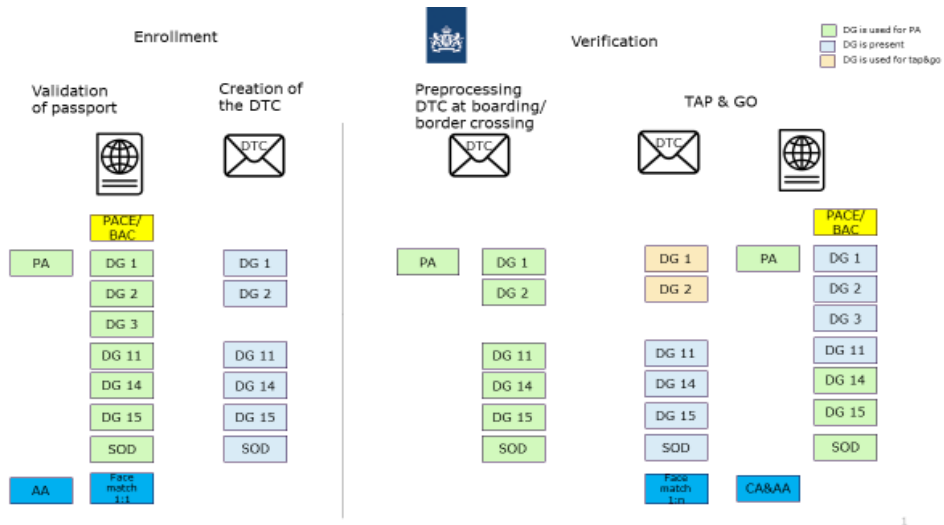 Enrollment
Verification
DG is used for PA
DG is present
DG is used for tap&go
Validation
of passport
Creation of
the DTC
Preprocessing
DTC at boarding/
border crossing
TAP & GO
DTC
DTC
DTC
PACE/
BAC
PA
DG 1
DG 2
DG 3
DG 11
DG 14
DG 15
SOD
AA
Face
match
1:1
DG 1
DG 2
DG 11
DG 14
DG 15
SOD
PA
DG 1
DG 2
DG 11
DG 14
DG 15
SOD
DG 1
DG 2
DG 11
DG 14
DG 15
SOD
Face
match
1:n
PA
CA&AA
PACE/
BAC
DG 1
DG 2
DG 3
DG 11
DG 14
DG 15
SOD
1